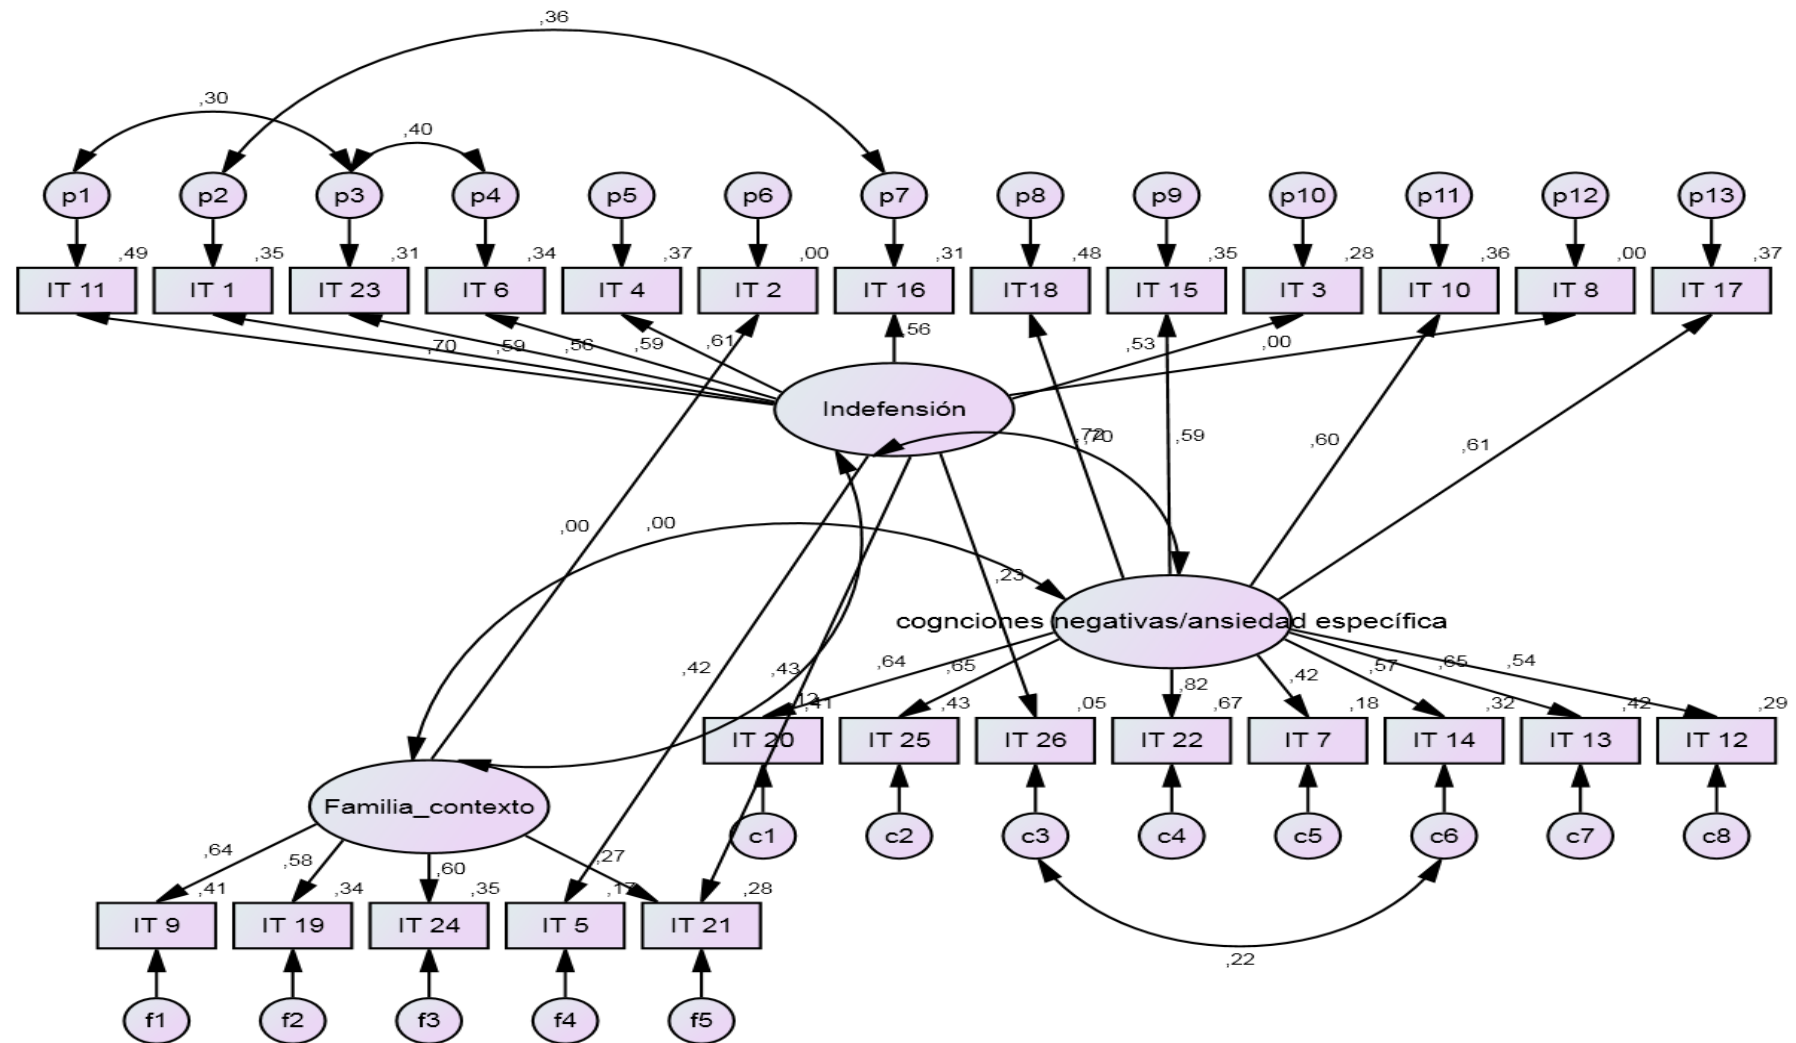 ,36
,30
,40
p1 p2 p3 p4 p5 p6 p7 p8 p9 p10 p11 p12 p13
,49 ,35 ,31 ,34 ,37 ,00 ,31 ,48 ,35 ,28 ,36 ,00 ,37
IT 11 IT 1 IT 23 IT 6 IT 4 IT 2 IT 16 IT18 IT 15 IT 3 IT 10 IT 8 IT 17
,70 ,59 ,56 ,59 ,61 ,56 ,53 ,00
Indefensión
,72 ,70 ,59 ,60 ,61
,00 ,00
,23
cognciones negativas/ansiedad específica
,42 ,43 ,64 ,65 ,82 ,42 ,57 ,65 ,54
,12 ,41 ,43 ,05 ,67 ,18 ,32 ,42 ,29
IT 20 IT 25 IT 26 IT 22 IT 7 IT 14 IT 13 IT 12
Familia_contexto
c1 c2 c3 c4 c5 c6 c7 c8
,64 ,58 ,60 ,27
,41 ,34 ,35 ,17 ,28
IT 9 IT 19 IT 24 IT 5 IT 21
,22
f1 f2 f3 f4 f5